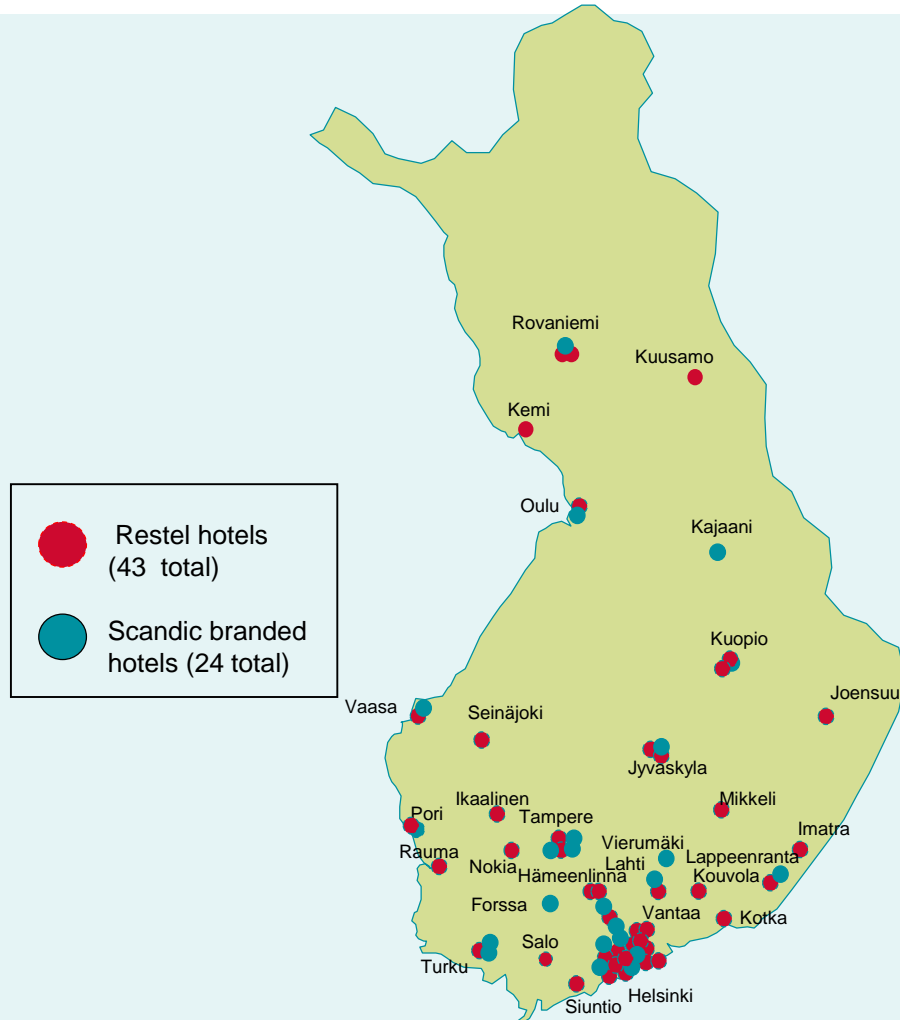 Rovaniemi
Kuusamo
Kemi
Oulu
Kajaani
Restel hotels
(43 total)
Scandic branded
hotels (24 total)
Kuopio
Joensuu
Vaasa
Seinäjoki
Jyväskyla
Ikaalinen
Mikkeli
Pori
Tampere
Imatra
Vierumäki
Rauma
Nokia
Lahti
Lappeenranta
Hämeenlinna
Kouvola
Forssa
Vantaa
Kotka
Salo
Turku
Helsinki
Siuntio